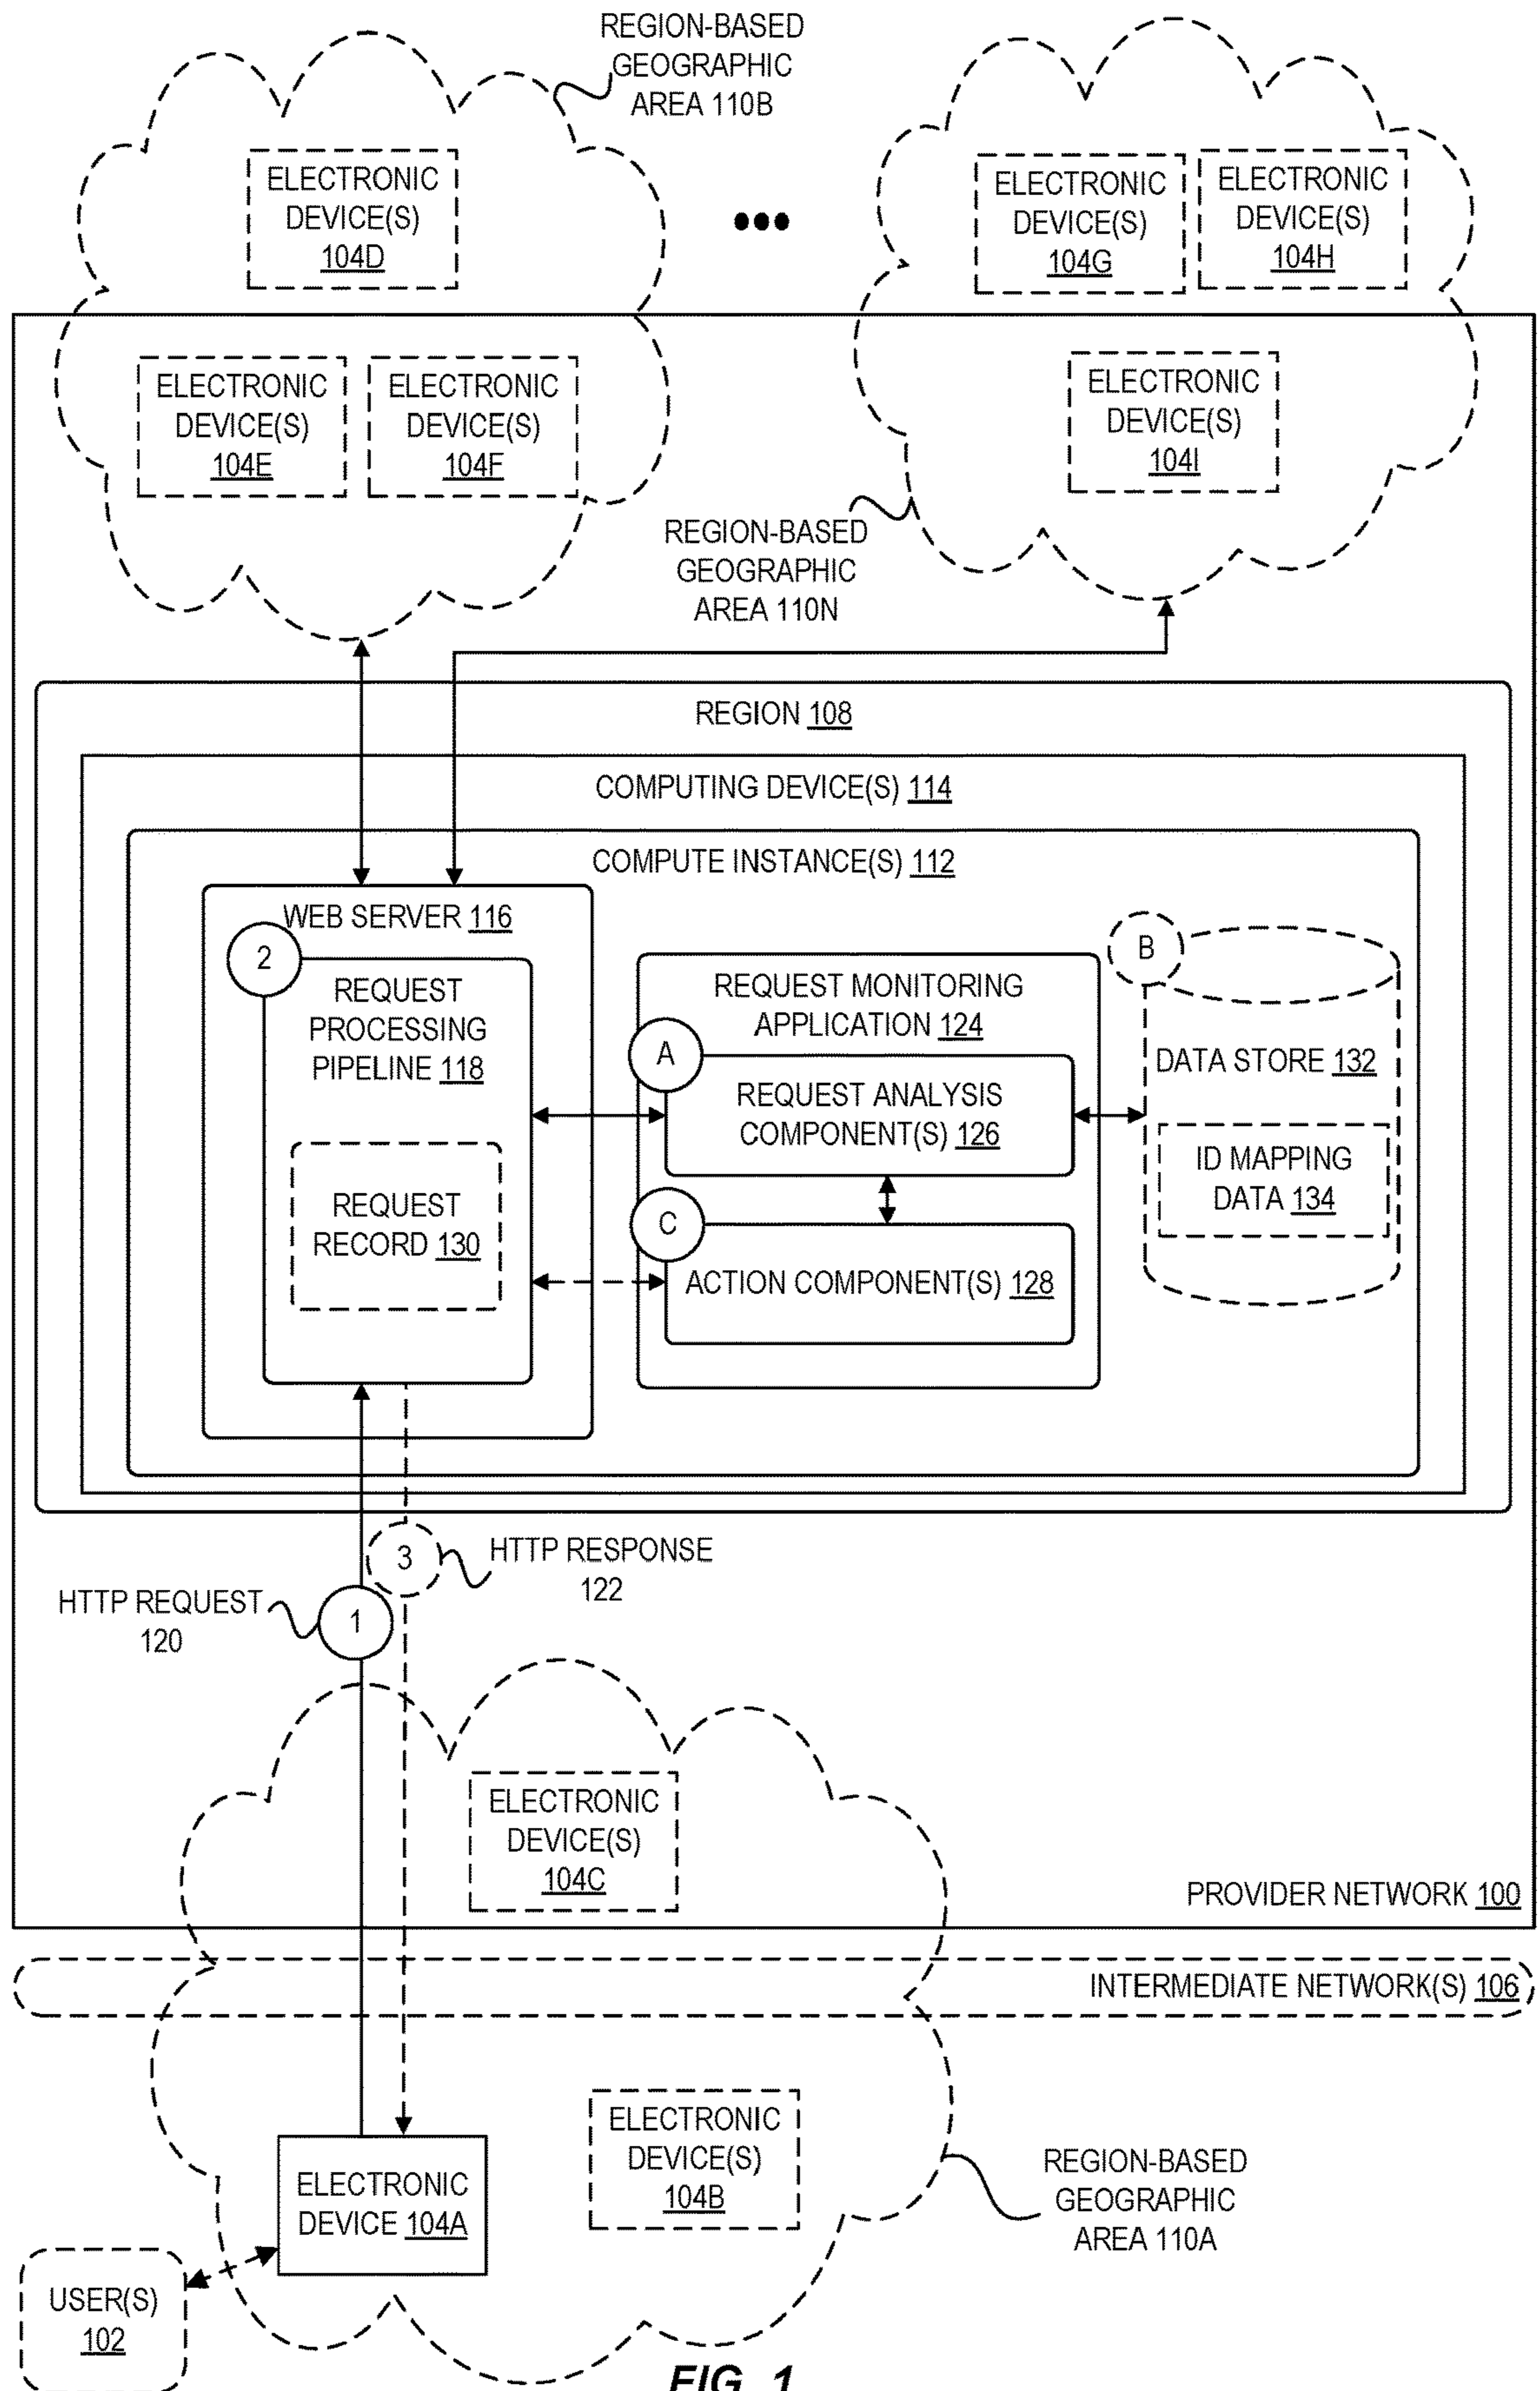 REGION-BASED
GEOGRAPHIC
AREA 110B
ELECTRONIC
DEVICE(S)
104D
ELECTRONIC
DEVICE(S)
104G
ELECTRONIC
DEVICE(S)
104H
ELECTRONIC
DEVICE(S)
104E
ELECTRONIC
DEVICE(S)
104F
ELECTRONIC
DEVICE(S)
104I
REGION-BASED
GEOGRAPHIC
AREA 110N
REGION 108
COMPUTING DEVICE(S) 114
COMPUTE INSTANCE(S) 112
WEB SERVER 116
2
REQUEST
PROCESSING
PIPELINE 118
REQUEST
RECORD 130
REQUEST MONITORING
APPLICATION 124
A
REQUEST ANALYSIS
COMPONENT(S) 126
C
ACTION COMPONENT(S) 128
B
DATA STORE 132
ID MAPPING
DATA 134
3
HTTP RESPONSE
122
HTTP REQUEST
120
1
ELECTRONIC
DEVICE(S)
104C
PROVIDER NETWORK 100
INTERMEDIATE NETWORK(S) 106
ELECTRONIC
DEVICE(S)
104B
ELECTRONIC
DEVICE 104A
REGION-BASED
GEOGRAPHIC
AREA 110A
USER(S)
102
FIG. 1